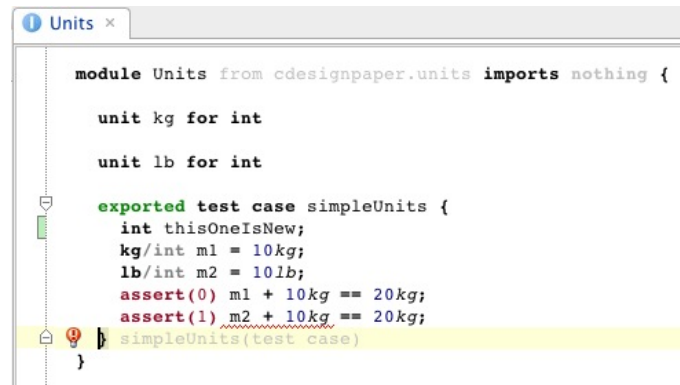 Units ×
module Units from cdesignpaper.units imports nothing {
unit kg for int
unit lb for int
exported test case simpleUnits {
int thisOneIsNew;
kg/int m1 = 10kg;
lb/int m2 = 10lb;
assert(0) m1 + 10kg == 20kg;
assert(1) m2 + 10kg == 20kg;
} simpleUnits(test case)
}